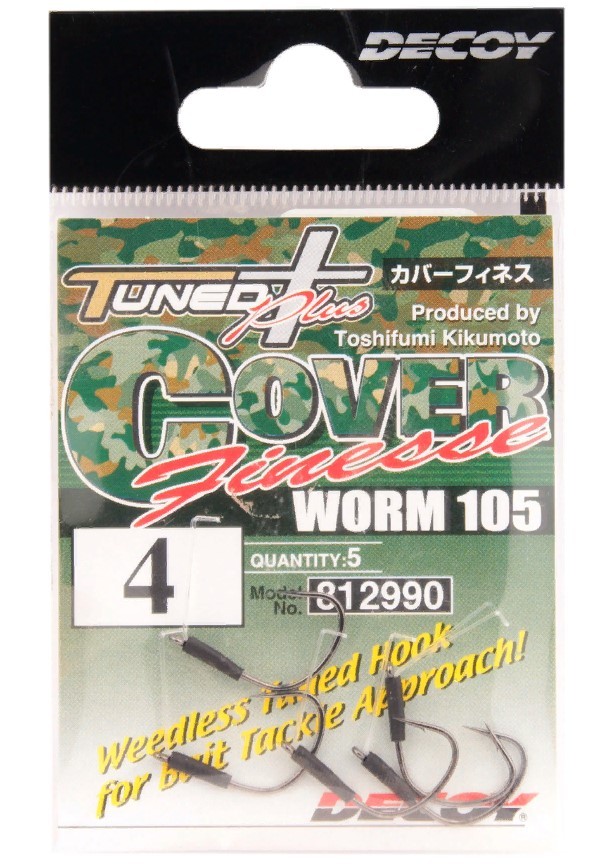 DECOY
TUNED Plus
カバーフィネス
Produced by
Toshifumi Kikumoto
COVER
Finesse
WORM 105
4
QUANTITY:5
Model
No. 812990
Weedless Tuned Hook
for Bait Tackle Approach!
DECOY®